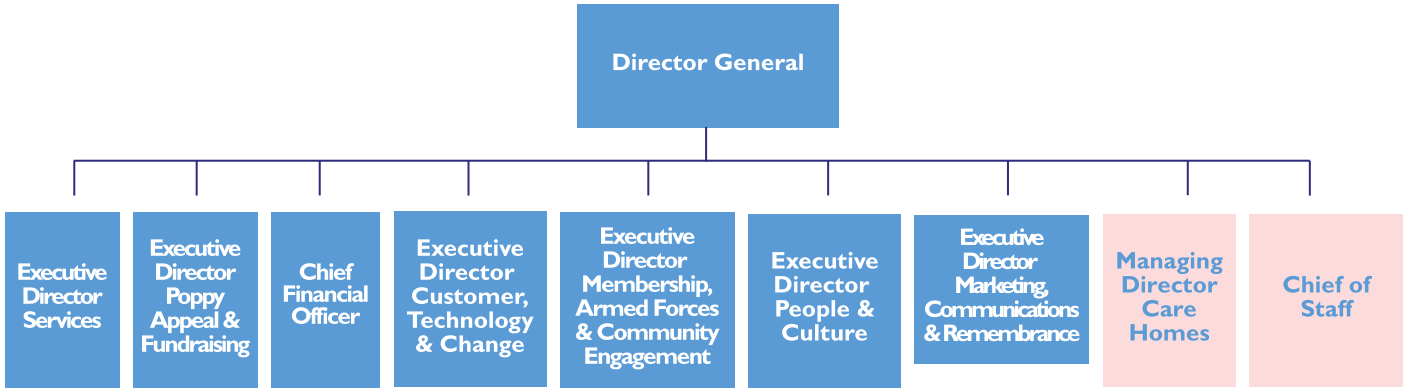 Director General
Executive
Director
Services
Executive
Director
Poppy
Appeal &
Fundraising
Chief
Financial
Officer
Executive
Director
Customer,
Technology
& Change
Executive
Director
Membership,
Armed Forces
& Community
Engagement
Executive
Director
People &
Culture
Executive
Director
Marketing,
Communications
& Remembrance
Managing
Director
Care
Homes
Chief of
Staff